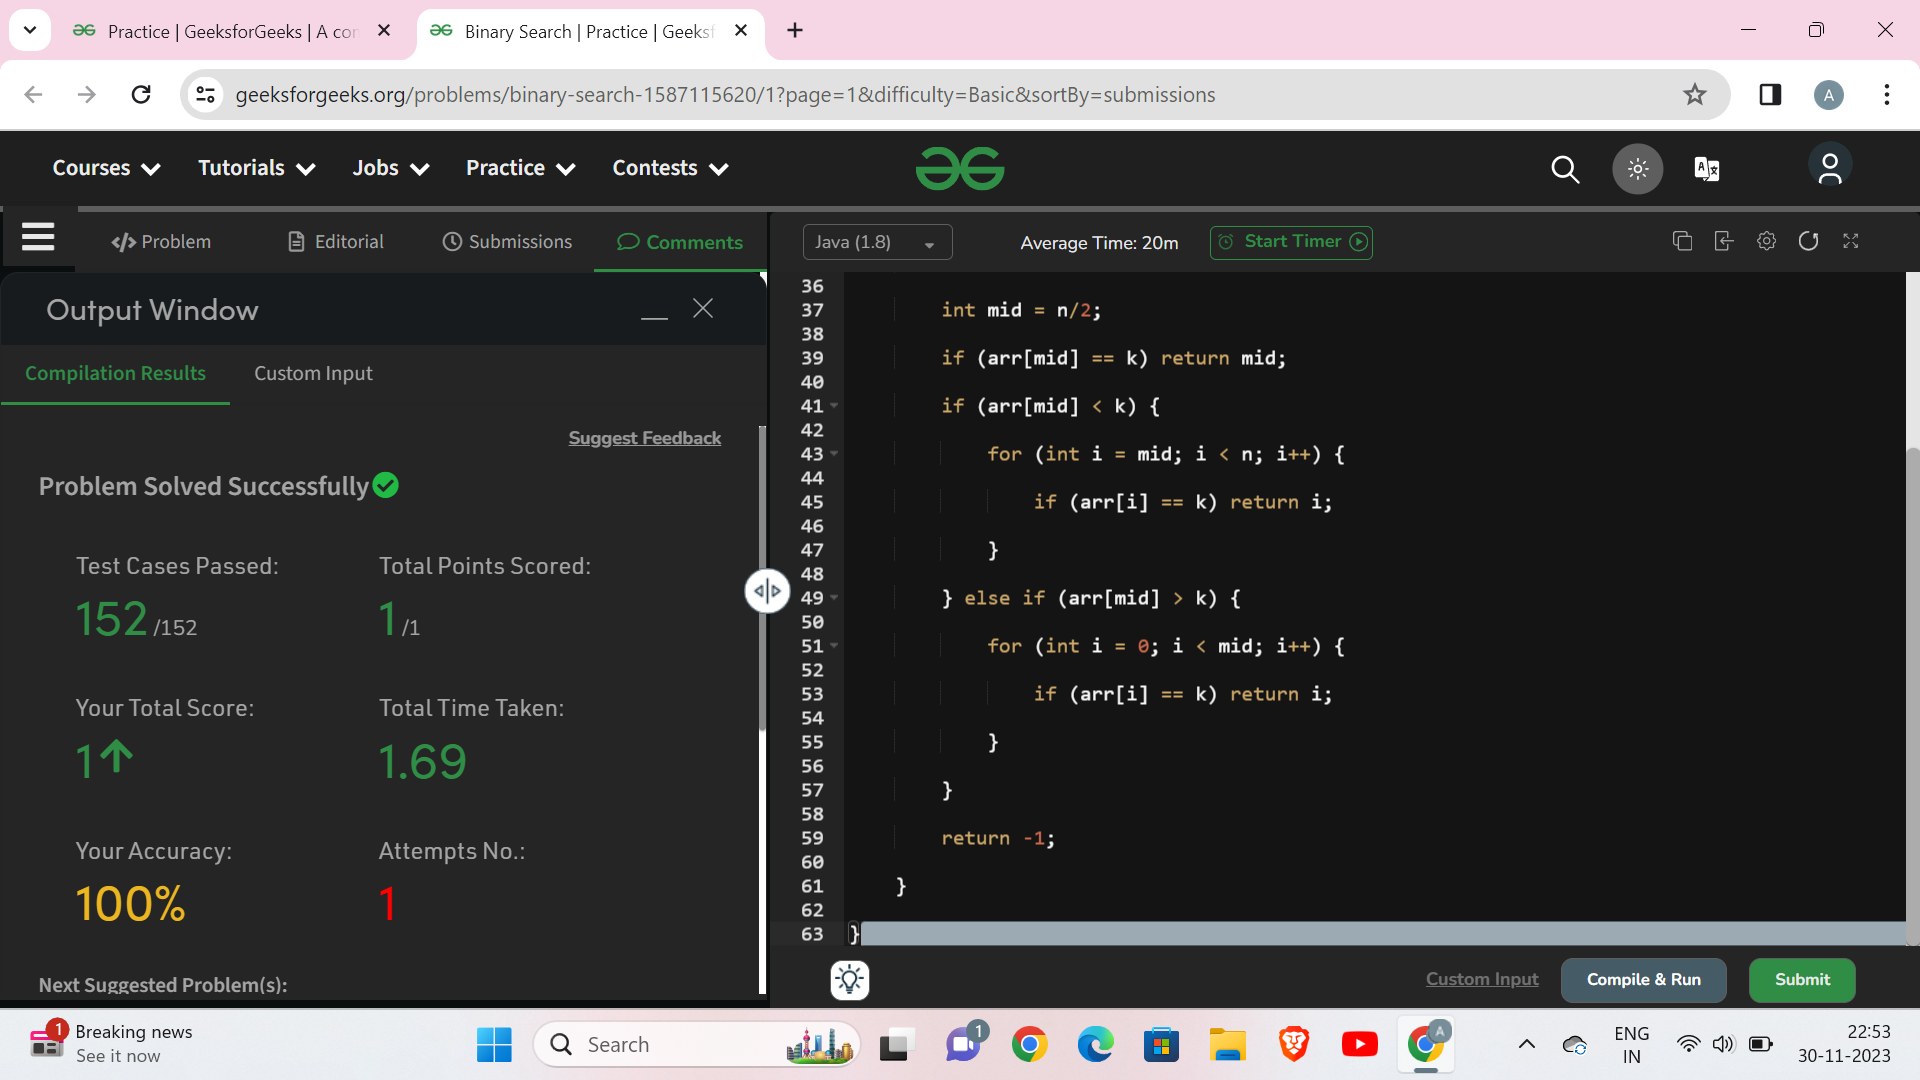 Practice | GeeksforGeeks | A cor
Binary Search | Practice | Geeksf
geeksforgeeks.org/problems/binary-search-1587115620/1?page=1&difficulty=Basic&sortBy=submissions
A
Courses
Tutorials
Jobs
Practice
Contests
Problem
Editorial
Submissions
Comments
Java (1.8)
Average Time: 20m
Start Timer
Output Window
Compilation Results
Custom Input
Suggest Feedback
Problem Solved Successfully
Test Cases Passed:
Total Points Scored:
152 /152
1 /1
Your Total Score:
Total Time Taken:
1
1.69
Your Accuracy:
Attempts No.:
100%
1
Next Suggested Problem(s):
36
37 int mid = n/2;
38
39 if (arr[mid] == k) return mid;
40
41 if (arr[mid] < k) {
42
43 for (int i = mid; i < n; i++) {
44
45 if (arr[i] == k) return i;
46
47 }
48
49 } else if (arr[mid] > k) {
50
51 for (int i = 0; i < mid; i++) {
52
53 if (arr[i] == k) return i;
54
55 }
56
57 }
58
59 return -1;
60
61 }
62
63 }
Custom Input
Compile & Run
Submit
1
Breaking news
See it now
Search
1
A
ENG
IN
22:53
30-11-2023